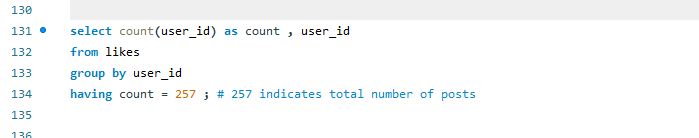 130
131 select count(user_id) as count , user_id
132 from likes
133 group by user_id
134 having count = 257 ; # 257 indicates total number of posts
135
136